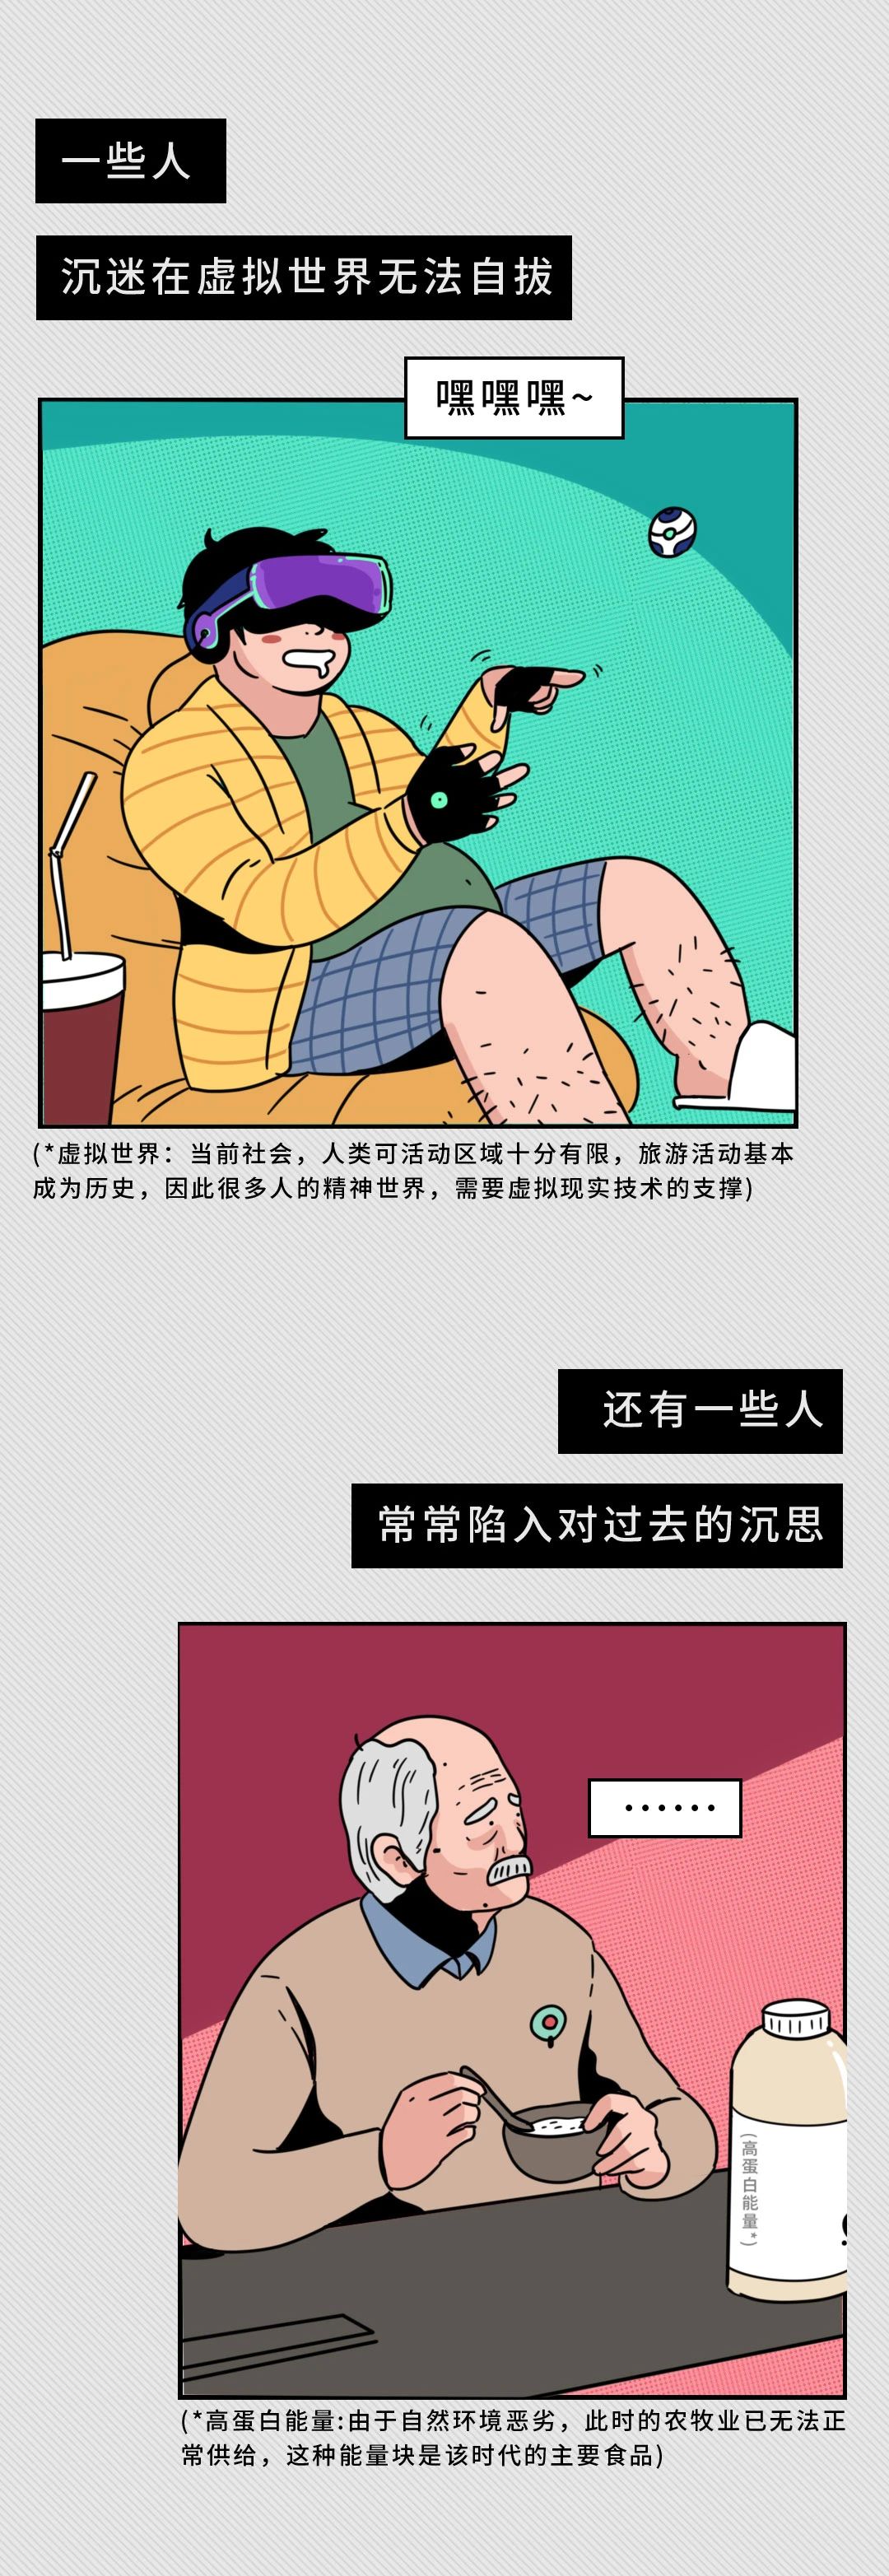 一些人
沉迷在虚拟世界无法自拔
嘿嘿嘿~
(*虚拟世界：当前社会，人类可活动区域十分有限，旅游活动基本
成为历史，因此很多人的精神世界，需要虚拟现实技术的支撑)
还有一些人
常常陷入对过去的沉思
······
(高蛋白能量*)
(*高蛋白能量:由于自然环境恶劣，此时的农牧业已无法正
常供给，这种能量块是该时代的主要食品)